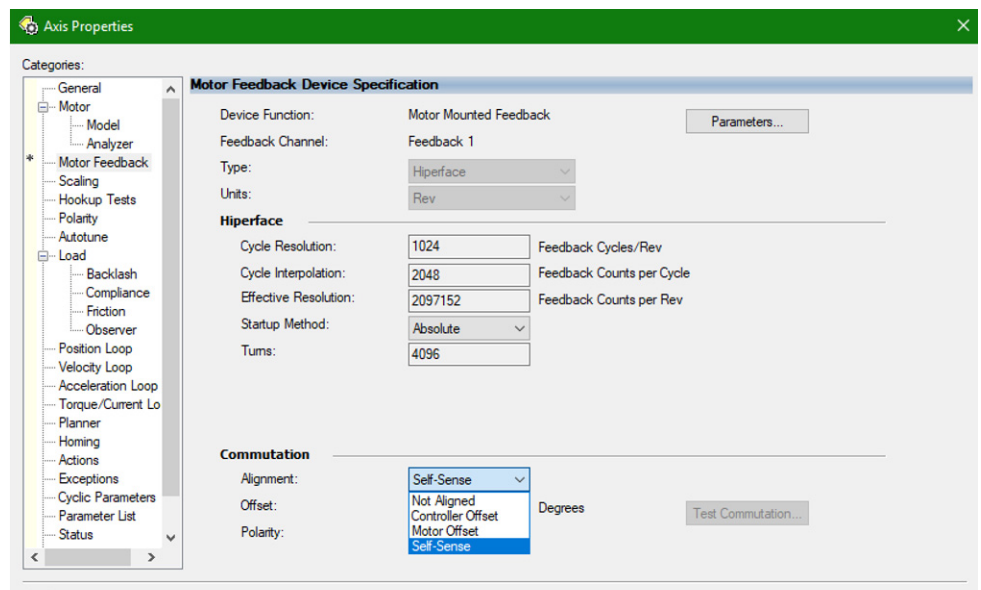 Axis Properties
Categories:
General
Motor
Model
Analyzer
* Motor Feedback
Scaling
Hookup Tests
Polarity
Autotune
Load
Backlash
Compliance
Friction
Observer
Position Loop
Velocity Loop
Acceleration Loop
Torque/Current Lo
Planner
Homing
Actions
Exceptions
Cyclic Parameters
Parameter List
Status
Motor Feedback Device Specification
Device Function: Motor Mounted Feedback Parameters...
Feedback Channel: Feedback 1
Type: Hiperface
Units: Rev
Hiperface
Cycle Resolution: 1024 Feedback Cycles/Rev
Cycle Interpolation: 2048 Feedback Counts per Cycle
Effective Resolution: 2097152 Feedback Counts per Rev
Startup Method: Absolute
Turns: 4096
Commutation
Alignment: Self-Sense
Not Aligned
Offset: Controller Offset Degrees Test Commutation...
Polarity: Motor Offset
Self-Sense